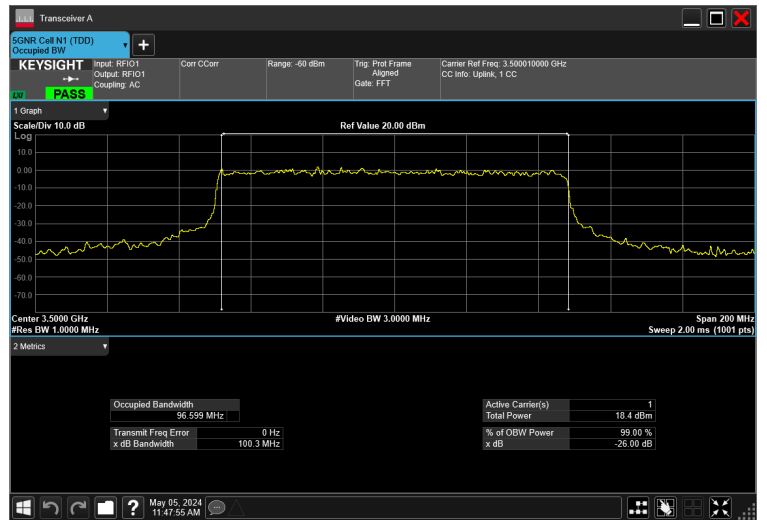 Transceiver A
5GNR Cell N1 (TDD)
Occupied BW
KEYSIGHT
LXI
PASS
Input: RFIO1
Output: RFIO1
Coupling: AC
Corr CCorr
Range: -60 dBm
Trig: Prot Frame
Aligned
Gate: FFT
Carrier Ref Freq: 3.500010000 GHz
CC Info: Uplink, 1 CC
1 Graph
Scale/Div 10.0 dB
Ref Value 20.00 dBm
Log
10.0
0.00
-10.0
-20.0
-30.0
-40.0
-50.0
-60.0
-70.0
Center 3.5000 GHz
#Video BW 3.0000 MHz
Span 200 MHz
#Res BW 1.0000 MHz
Sweep 2.00 ms (1001 pts)
2 Metrics
Occupied Bandwidth
96.599 MHz
Transmit Freq Error 0 Hz
x dB Bandwidth 100.3 MHz
Active Carrier(s) 1
Total Power 18.4 dBm
% of OBW Power 99.00 %
x dB -26.00 dB
May 05, 2024
11:47:55 AM